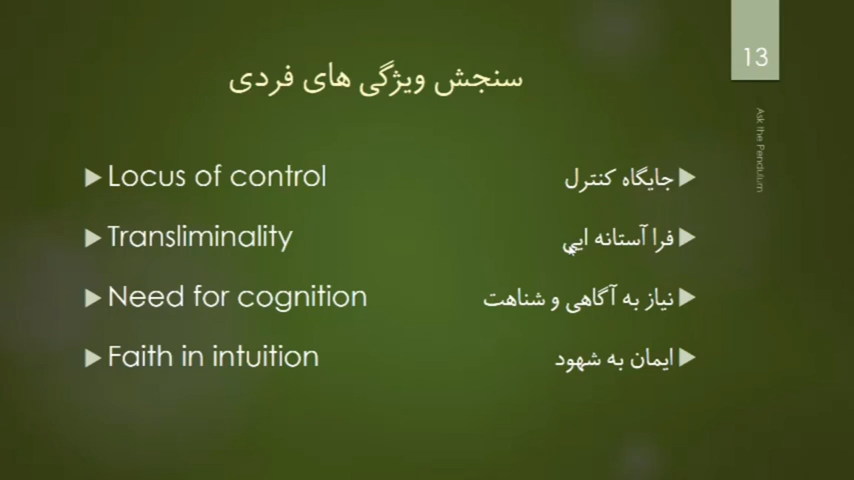 13
سنجش ویژگی های فردی
Ask the Pendulum
Locus of control
جایگاه کنترل
Transliminality
فرا آستانه ایی
Need for cognition
نیاز به آگاهی و شناهت
Faith in intuition
ایمان به شهود